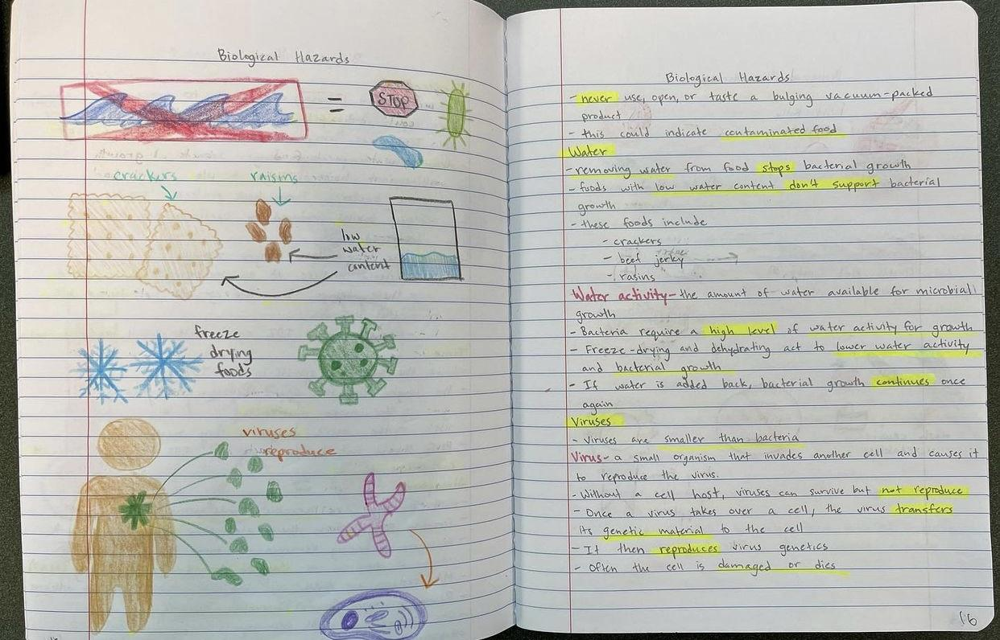 Biological Hazards
= STOP
crackers raisins
low
water
content
freeze
drying
foods
viruses
reproduce
Biological Hazards
- never use, open, or taste a bulging vacuum-packed
product
- this could indicate contaminated food
Water
- removing water from food stops bacterial growth
- foods with low water content don't support bacterial
growth
- these foods include
- crackers
- beef jerky
- rasins
Water activity - the amount of water available for microbial
growth
- Bacteria require a high level of water activity for growth
- Freeze-drying and dehydrating act to lower water activity
and bacterial growth
- If water is added back, bacterial growth continues once
again
Viruses
- Viruses are smaller than bacteria
Virus - a small organism that invades another cell and causes it
to reproduce the virus.
- Without a cell host, viruses can survive but not reproduce
- Once a virus takes over a cell, the virus transfers
its genetic material to the cell
- It then reproduces virus genetics
- Often the cell is damaged or dies
16